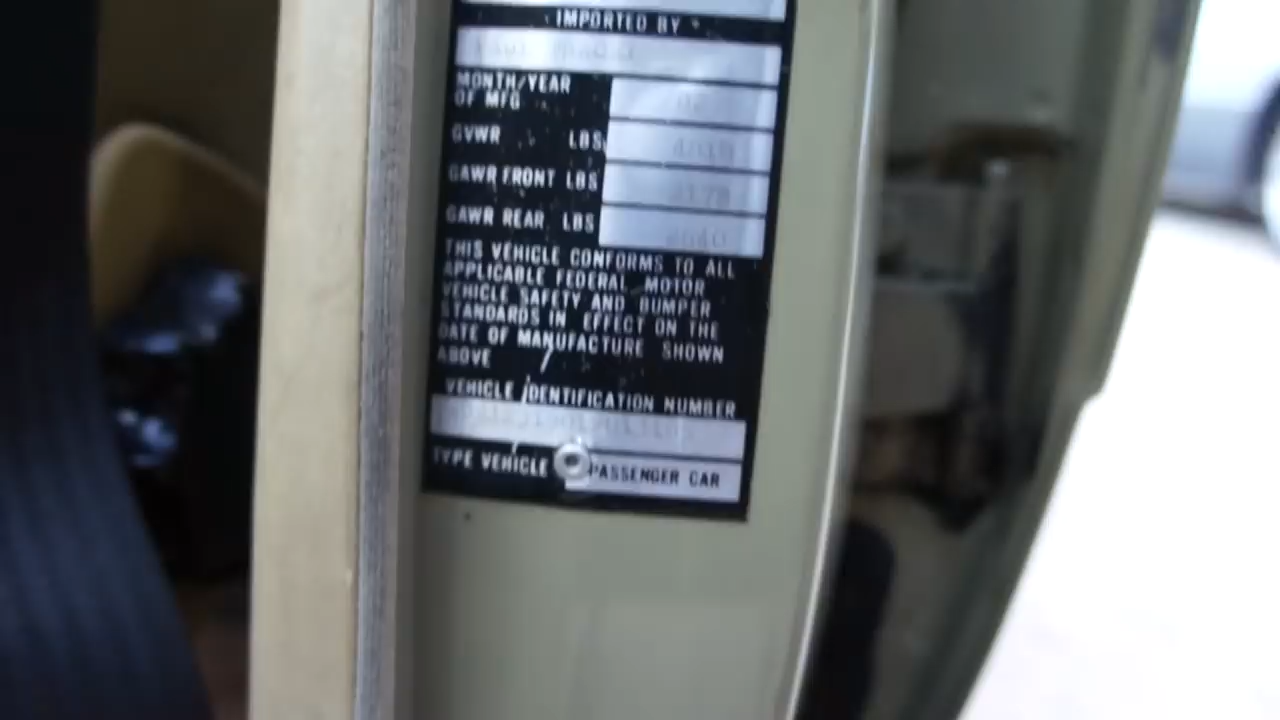 IMPORTED BY
MONTH/YEAR
OF MFG
GVWR LBS
GAWR FRONT LBS
GAWR REAR LBS
THIS VEHICLE CONFORMS TO ALL
APPLICABLE FEDERAL MOTOR
VEHICLE SAFETY AND BUMPER
STANDARDS IN EFFECT ON THE
DATE OF MANUFACTURE SHOWN
ABOVE
VEHICLE IDENTIFICATION NUMBER
TYPE VEHICLE PASSENGER CAR